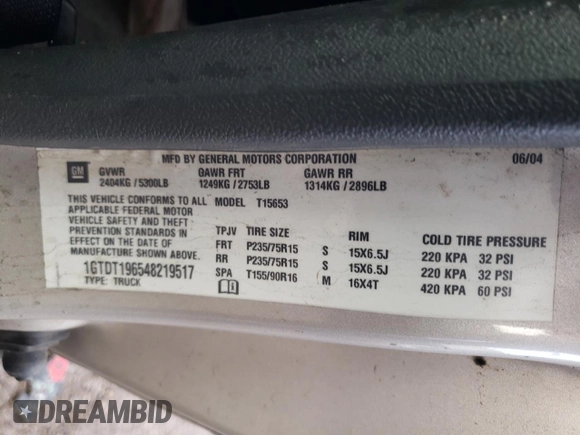 MFD BY GENERAL MOTORS CORPORATION 06/04
GM GVWR GAWR FRT GAWR RR
2404KG / 5300LB 1249KG / 2753LB 1314KG / 2896LB
THIS VEHICLE CONFORMS TO ALL MODEL T15653
APPLICABLE FEDERAL MOTOR
VEHICLE SAFETY AND THEFT
PREVENTION STANDARDS IN
EFFECT ON THE DATE OF
MANUFACTURE SHOWN ABOVE.
1GTDT196548219517
TYPE: TRUCK
TPJV TIRE SIZE RIM COLD TIRE PRESSURE
FRT P235/75R15 S 15X6.5J 220 KPA 32 PSI
RR P235/75R15 S 15X6.5J 220 KPA 32 PSI
SPA T155/90R16 M 16X4T 420 KPA 60 PSI
DREAMBID